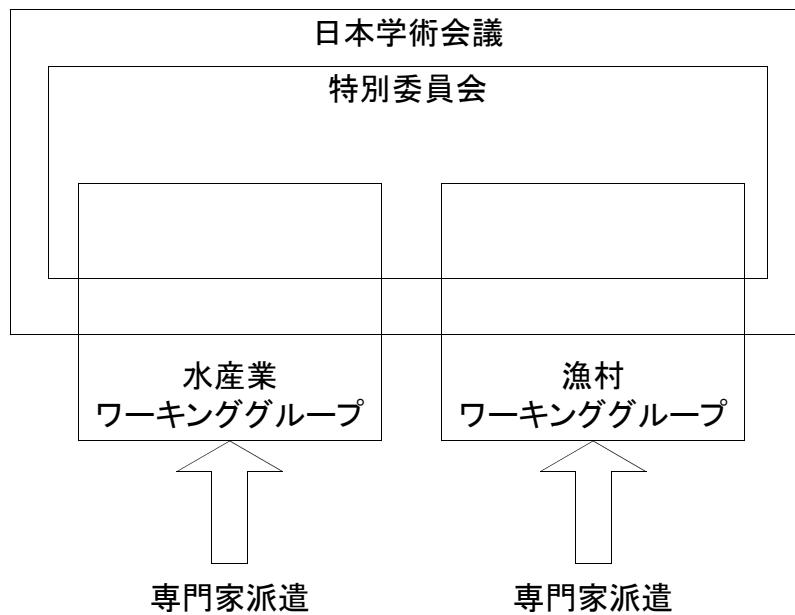 日本学術会議
特別委員会
水産業
ワーキンググループ
漁村
ワーキンググループ
専門家派遣
専門家派遣